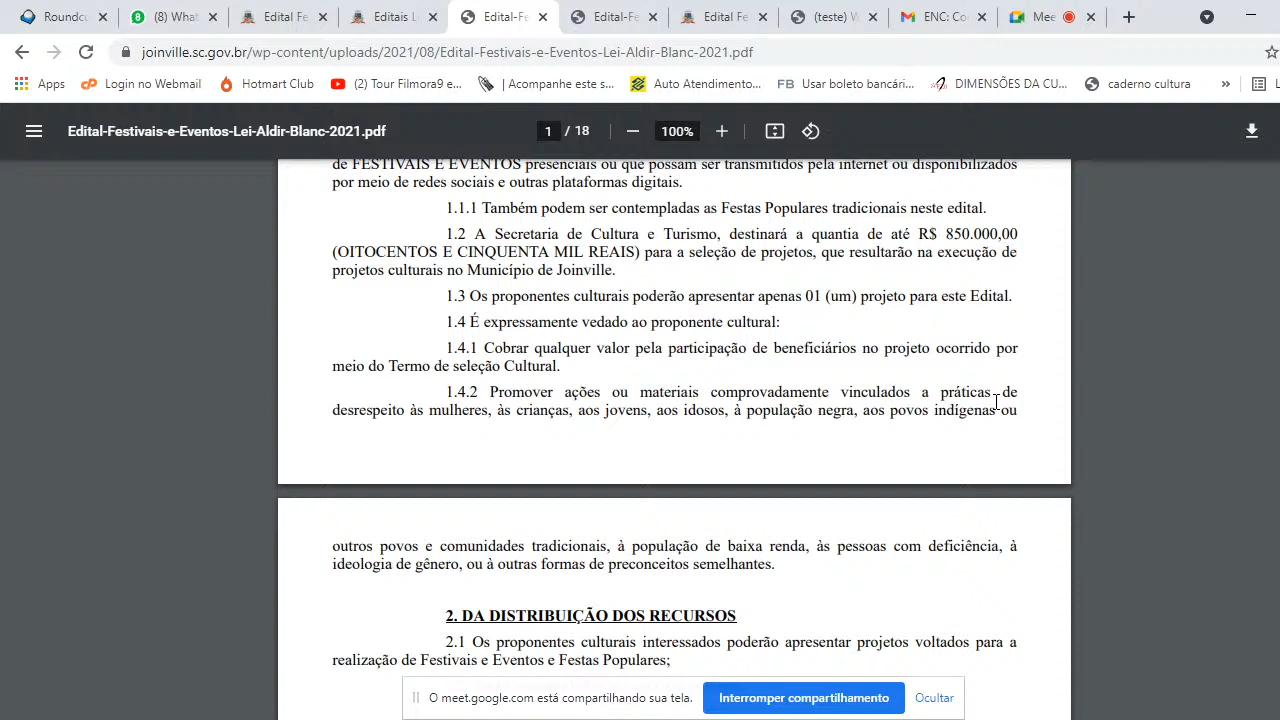 Roundcu
(8) What
Edital Fe
Editais L
Edital-Fe
Edital-Fe
Edital Fe
(teste) W
ENC: Co
Mee
joinville.sc.gov.br/wp-content/uploads/2021/08/Edital-Festivais-e-Eventos-Lei-Aldir-Blanc-2021.pdf
Apps
Login no Webmail
Hotmart Club
(2) Tour Filmora9 e...
| Acompanhe este s...
Auto Atendimento...
FB Usar boleto bancári...
DIMENSÕES DA CU...
caderno cultura
»
Edital-Festivais-e-Eventos-Lei-Aldir-Blanc-2021.pdf
1 / 18
100%
de FESTIVAIS E EVENTOS presenciais ou que possam ser transmitidos pela internet ou disponibilizados
por meio de redes sociais e outras plataformas digitais.
1.1.1 Também podem ser contempladas as Festas Populares tradicionais neste edital.
1.2 A Secretaria de Cultura e Turismo, destinará a quantia de até R$ 850.000,00
(OITOCENTOS E CINQUENTA MIL REAIS) para a seleção de projetos, que resultarão na execução de
projetos culturais no Município de Joinville.
1.3 Os proponentes culturais poderão apresentar apenas 01 (um) projeto para este Edital.
1.4 É expressamente vedado ao proponente cultural:
1.4.1 Cobrar qualquer valor pela participação de beneficiários no projeto ocorrido por
meio do Termo de seleção Cultural.
1.4.2 Promover ações ou materiais comprovadamente vinculados a práticas de
desrespeito às mulheres, às crianças, aos jovens, aos idosos, à população negra, aos povos indígenas ou
outros povos e comunidades tradicionais, à população de baixa renda, às pessoas com deficiência, à
ideologia de gênero, ou à outras formas de preconceitos semelhantes.
2. DA DISTRIBUIÇÃO DOS RECURSOS
2.1 Os proponentes culturais interessados poderão apresentar projetos voltados para a
realização de Festivais e Eventos e Festas Populares;
O meet.google.com está compartilhando sua tela.
Interromper compartilhamento
Ocultar